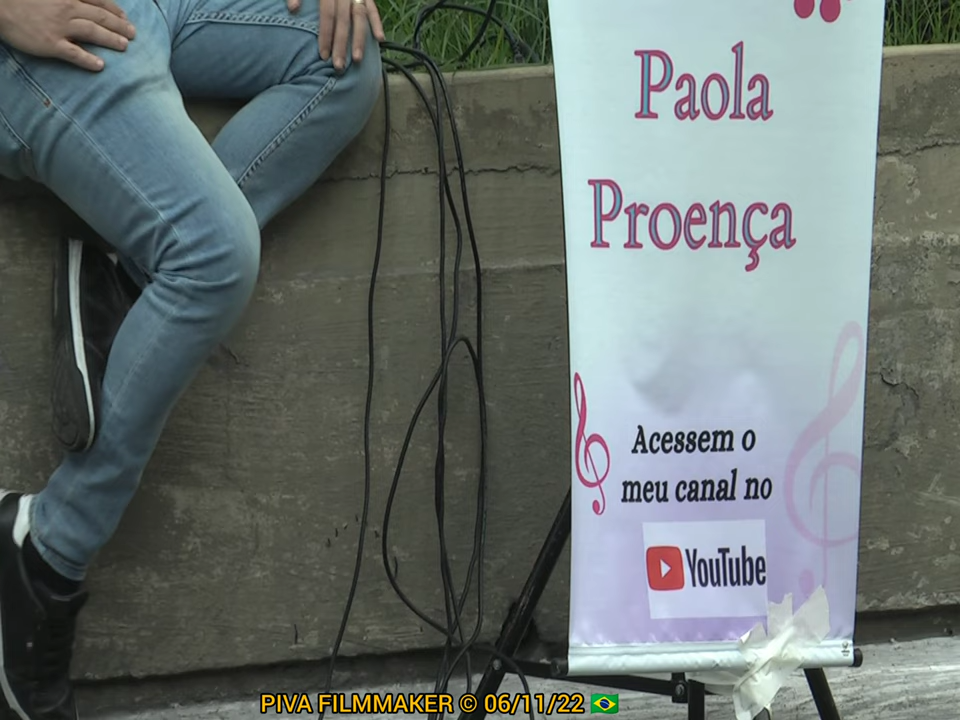 Paola
Proença
Acessem o
meu canal no
YouTube
PIVA FILMMAKER © 06/11/22 🇧🇷